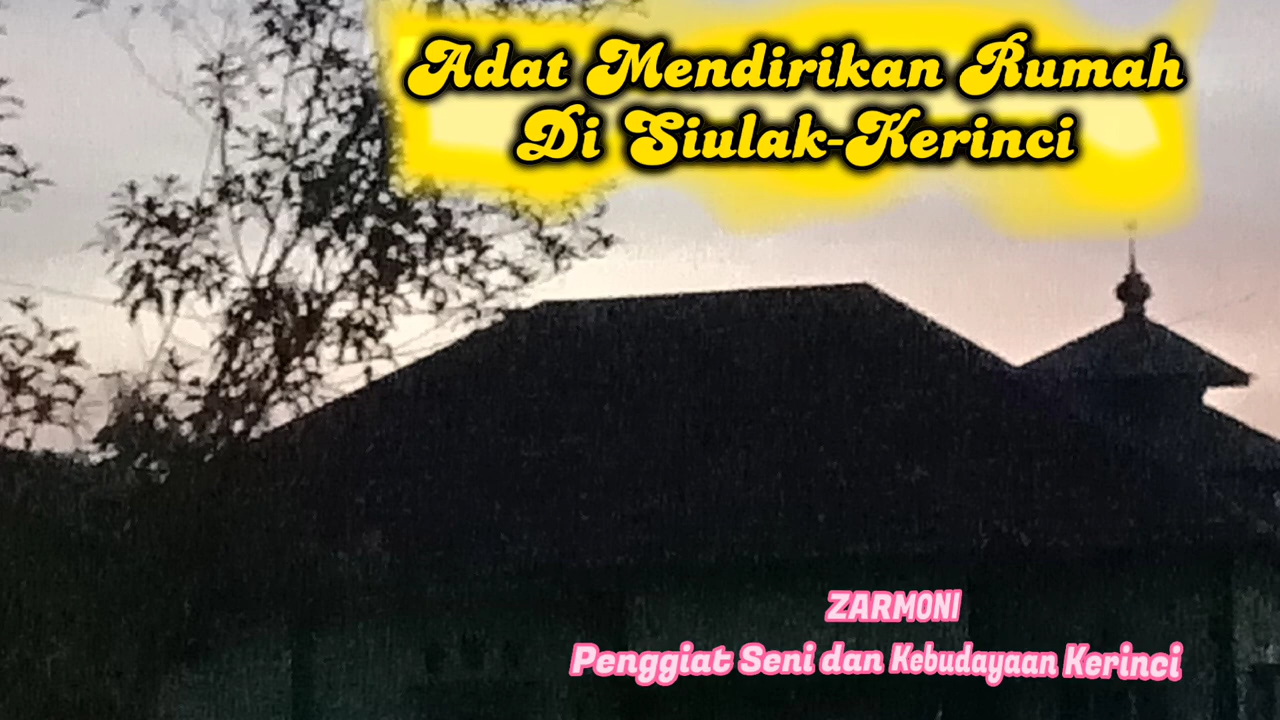 Adat Mendirikan Rumah
Di Siulak-Kerinci
ZARMONI
Penggiat Seni dan Kebudayaan Kerinci